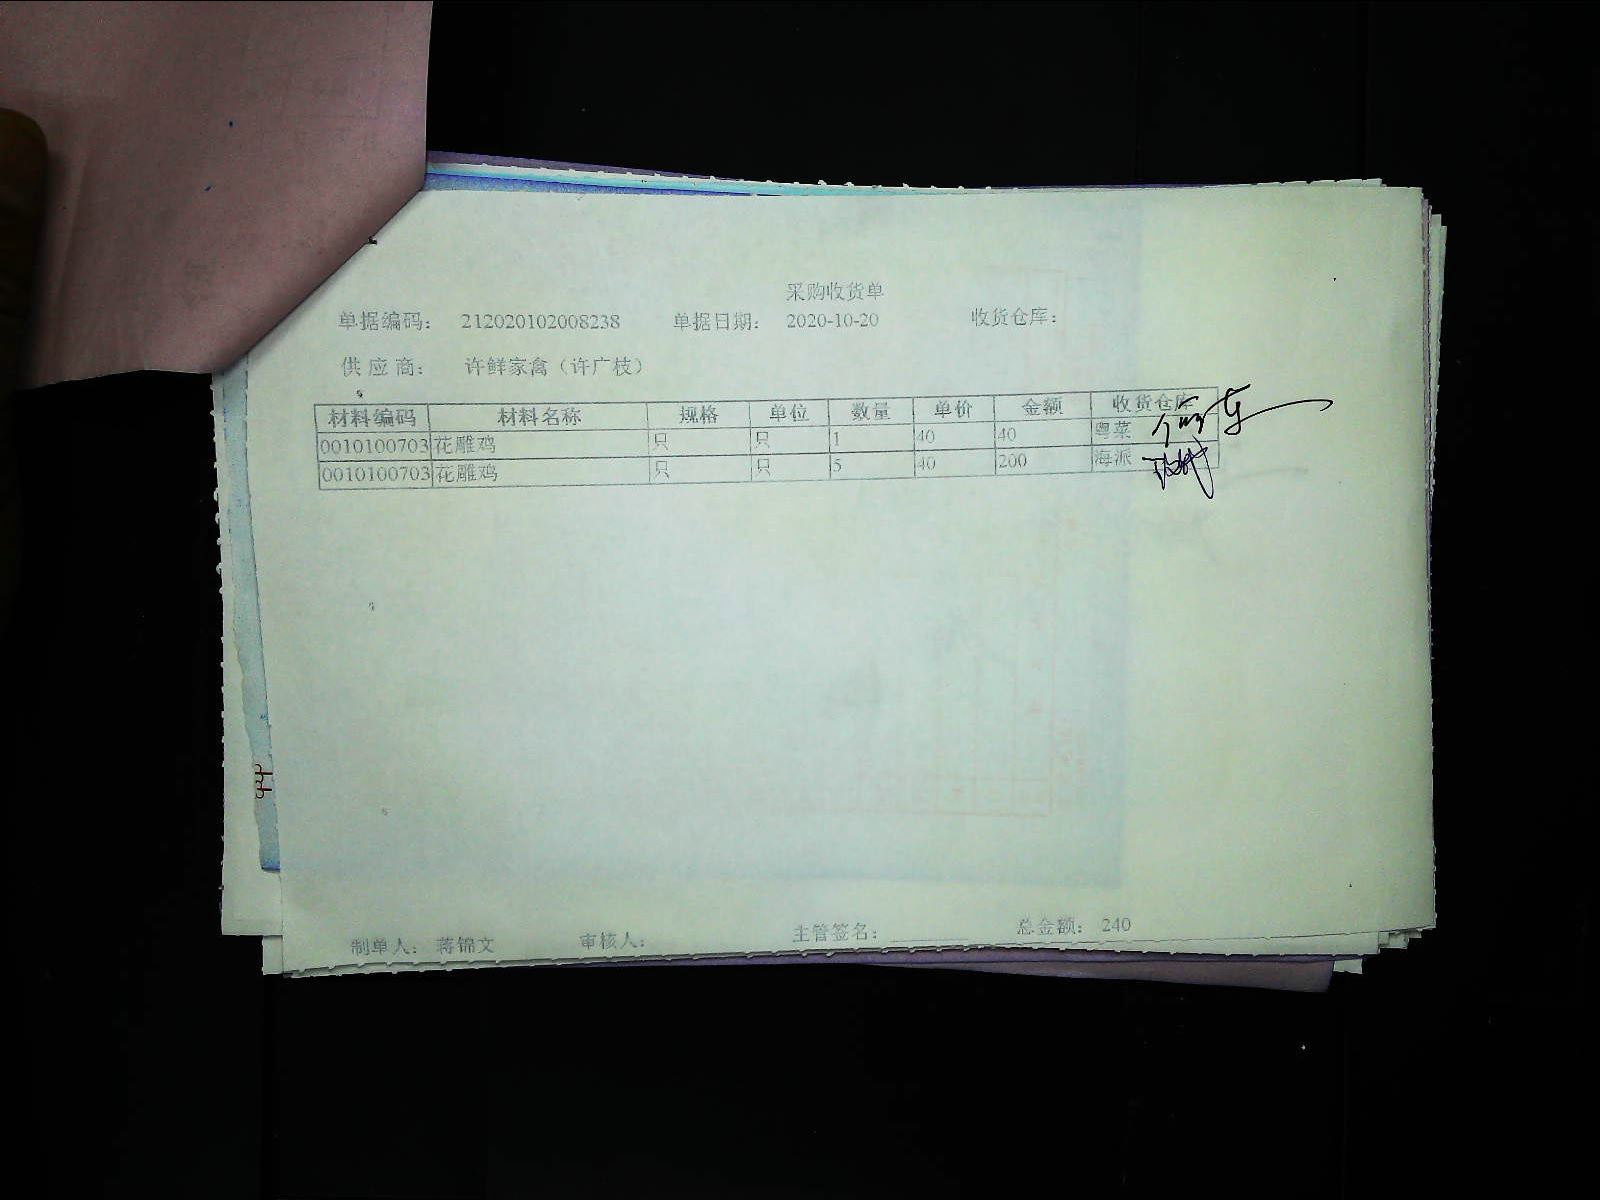 采购收货单
单据编码： 212020102008238 单据日期： 2020-10-20 收货仓库：
供 应 商： 许鲜家禽（许广枝）
材料编码 材料名称 规格 单位 数量 单价 金额 收货仓库
0010100703 花雕鸡 只 只 1 40 40 粤菜
0010100703 花雕鸡 只 只 5 40 200 海派
制单人： 蒋锦文 审核人： 主管签名： 总金额： 240